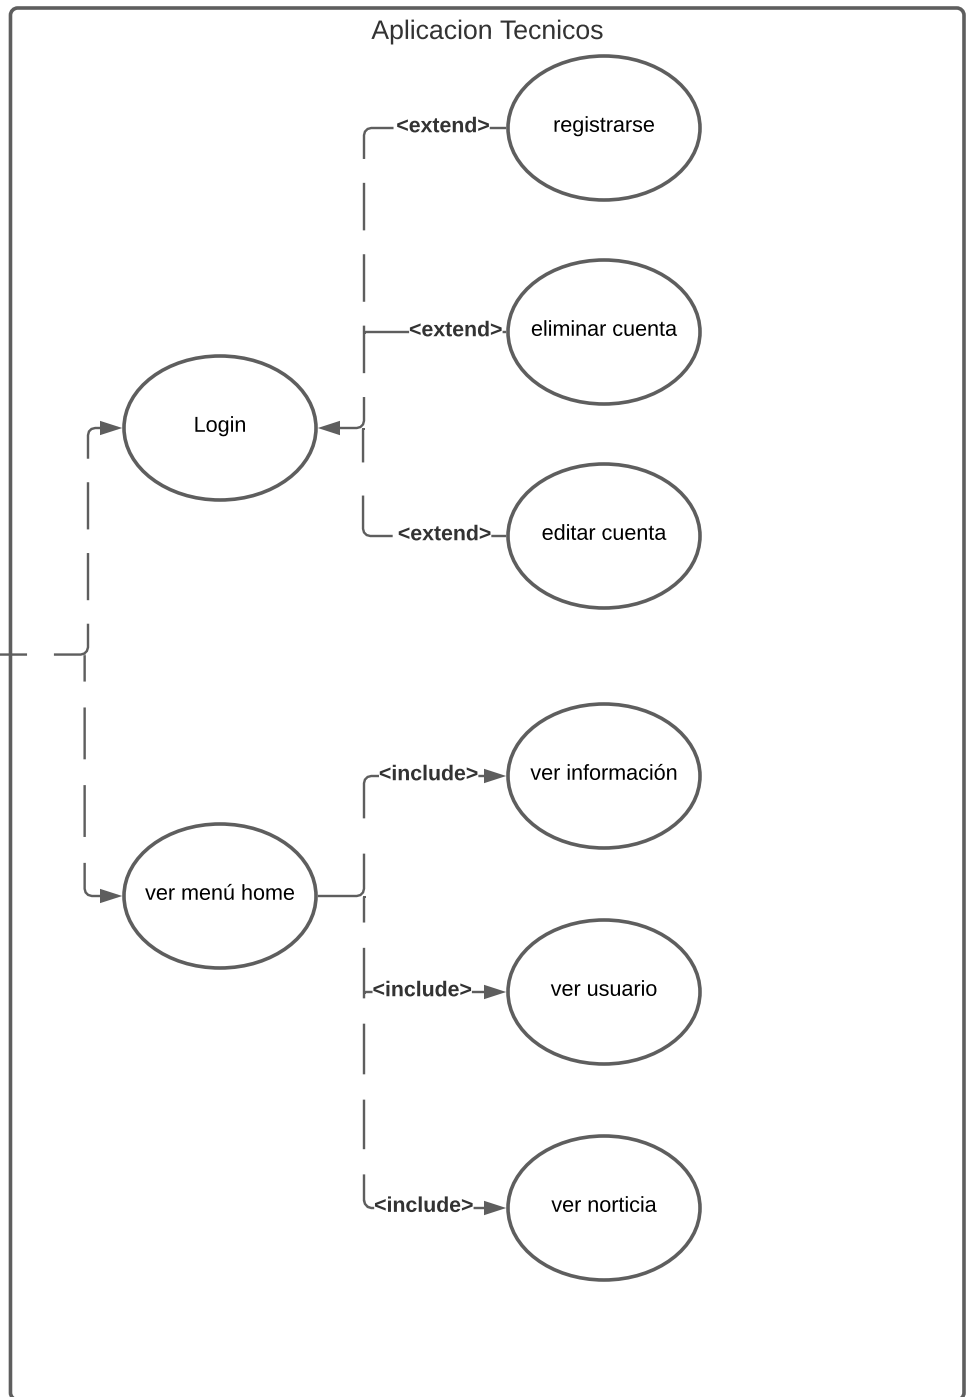 Aplicacion Tecnicos
<extend>
registrarse
<extend>
eliminar cuenta
Login
<extend>
editar cuenta
<include>
ver información
ver menú home
<include>
ver usuario
<include>
ver norticia